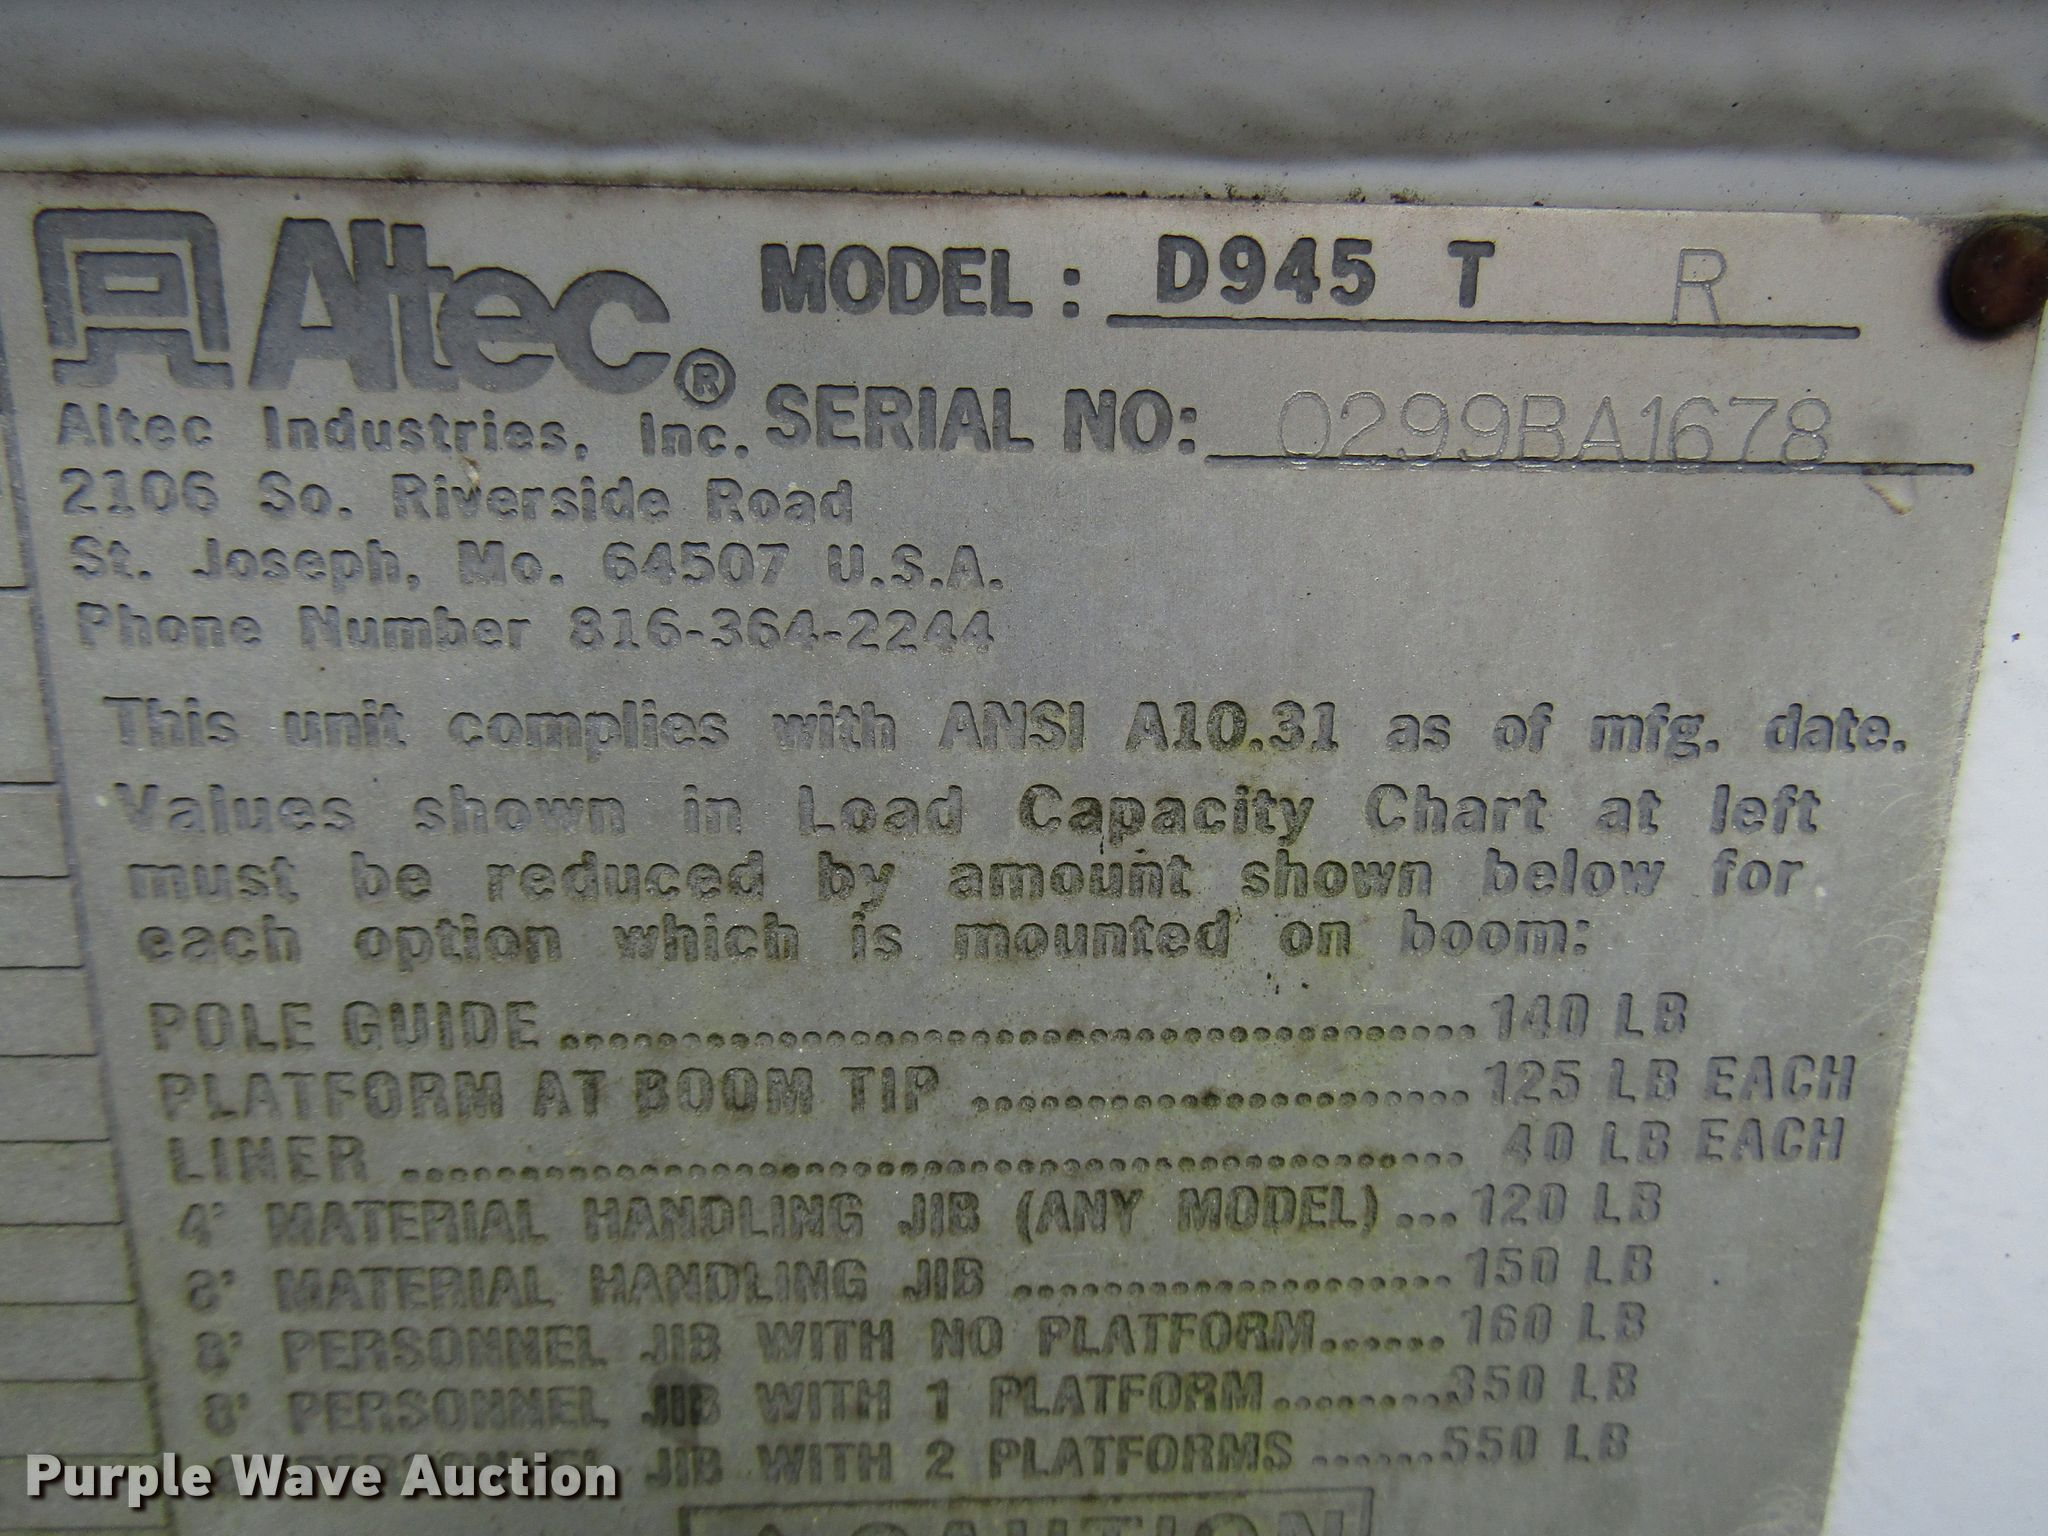 Altec®
MODEL: D945 T R
SERIAL NO: 0299BA1678
Altec Industries, Inc.
2106 So. Riverside Road
St. Joseph, Mo. 64507 U.S.A.
Phone Number 816-364-2244
This unit complies with ANSI A10.31 as of mfg. date.
Values shown in Load Capacity Chart at left
must be reduced by amount shown below for
each option which is mounted on boom:
POLE GUIDE ........................................ 140 LB
PLATFORM AT BOOM TIP ..................... 125 LB EACH
LINER ............................................. 40 LB EACH
4' MATERIAL HANDLING JIB (ANY MODEL) ... 120 LB
8' MATERIAL HANDLING JIB ................... 150 LB
8' PERSONNEL JIB WITH NO PLATFORM...... 160 LB
8' PERSONNEL JIB WITH 1 PLATFORM........ 350 LB
PERSONNEL JIB WITH 2 PLATFORMS ...... 550 LB
CAUTION
Purple Wave Auction